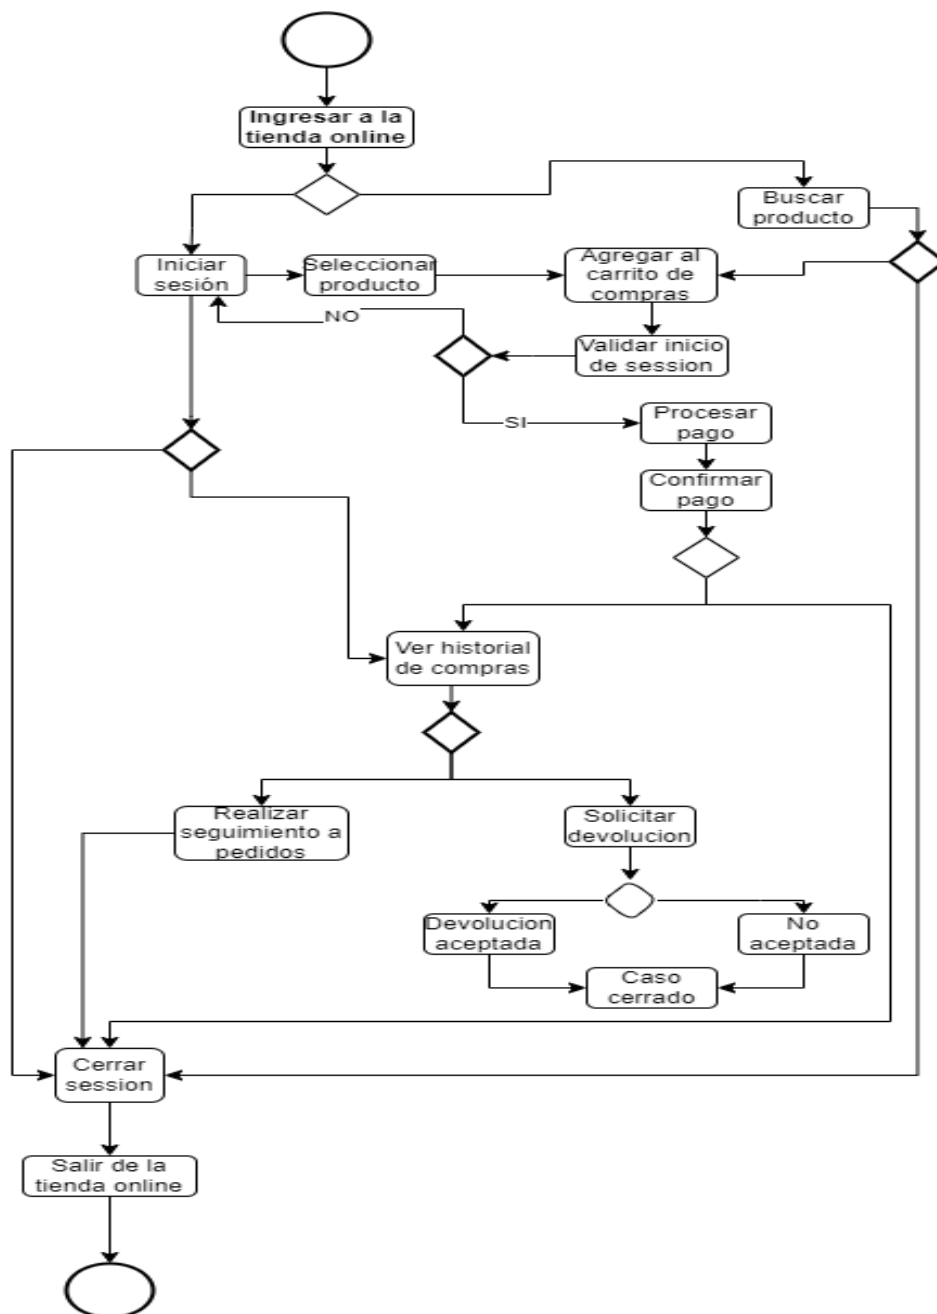 Ingresar a la
tienda online
Buscar
producto
Iniciar
sesión
Seleccionar
producto
Agregar al
carrito de
compras
NO
Validar inicio
de session
SI
Procesar
pago
Confirmar
pago
Ver historial
de compras
Realizar
seguimiento a
pedidos
Solicitar
devolucion
Devolucion
aceptada
No
aceptada
Caso
cerrado
Cerrar
session
Salir de la
tienda online